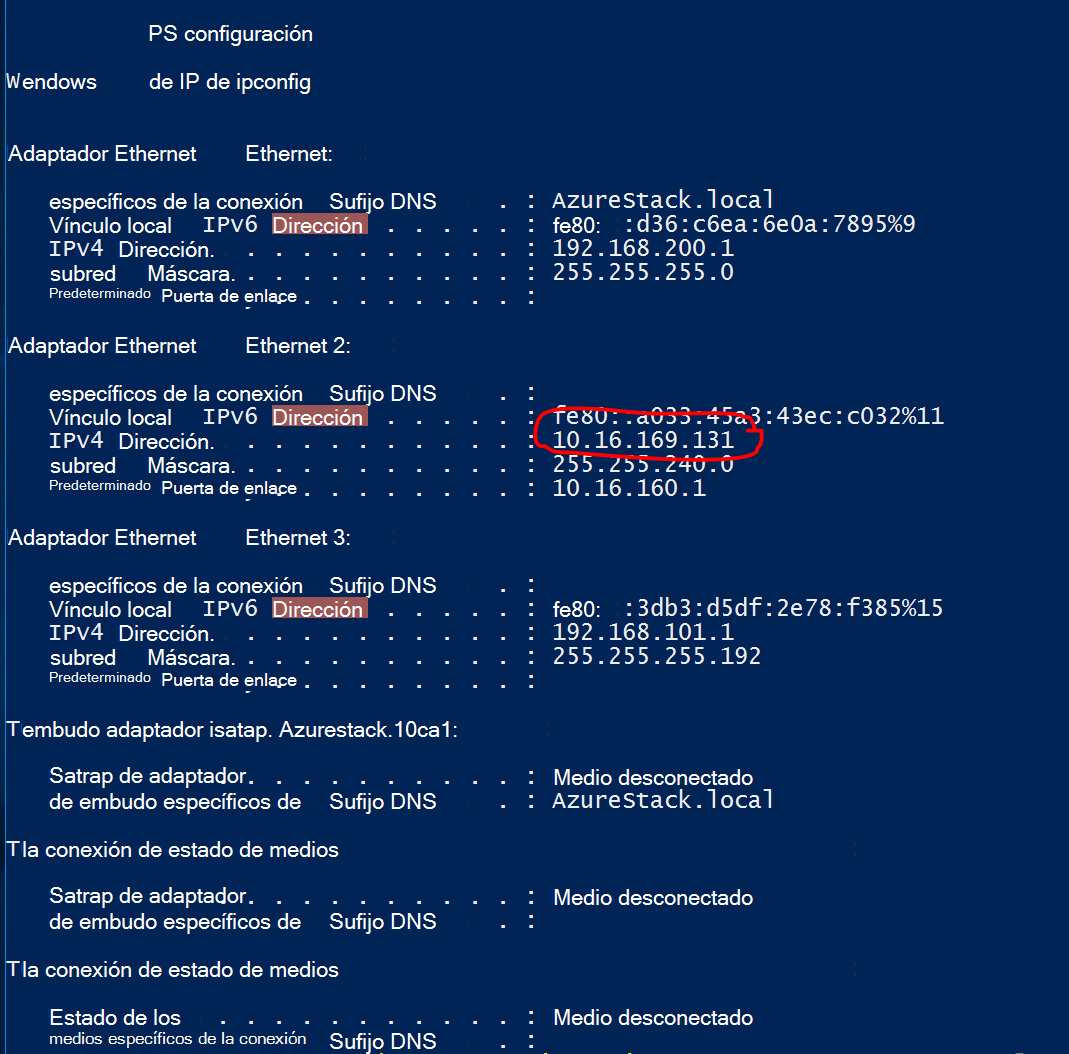 PS configuración
Wendows de IP de ipconfig
Adaptador Ethernet Ethernet:
específicos de la conexión Sufijo DNS . : AzureStack.local
Vínculo local IPv6 Dirección . . . . . : fe80: :d36:c6ea:6e0a:7895%9
IPv4 Dirección. . . . . . . . . . . : 192.168.200.1
subred Máscara. . . . . . . . . . . : 255.255.255.0
Predeterminado Puerta de enlace . . . . . . . . :
Adaptador Ethernet Ethernet 2:
específicos de la conexión Sufijo DNS . :
Vínculo local IPv6 Dirección . . . . . : fe80::a033:45a3:43ec:c032%11
IPv4 Dirección. . . . . . . . . . . : 10.16.169.131
subred Máscara. . . . . . . . . . . : 255.255.240.0
Predeterminado Puerta de enlace . . . . . . . . : 10.16.160.1
Adaptador Ethernet Ethernet 3:
específicos de la conexión Sufijo DNS . :
Vínculo local IPv6 Dirección . . . . . : fe80: :3db3:d5df:2e78:f385%15
IPv4 Dirección. . . . . . . . . . . : 192.168.101.1
subred Máscara. . . . . . . . . . . : 255.255.255.192
Predeterminado Puerta de enlace . . . . . . . . :
Tembudo adaptador isatap. Azurestack.10ca1:
Satrap de adaptador. . . . . . . . . . : Medio desconectado
de embudo específicos de Sufijo DNS . : AzureStack.local
Tla conexión de estado de medios
Satrap de adaptador. . . . . . . . . . : Medio desconectado
de embudo específicos de Sufijo DNS . :
Tla conexión de estado de medios
Estado de los . . . . . . . . . . . : Medio desconectado
medios específicos de la conexión Sufijo DNS . :